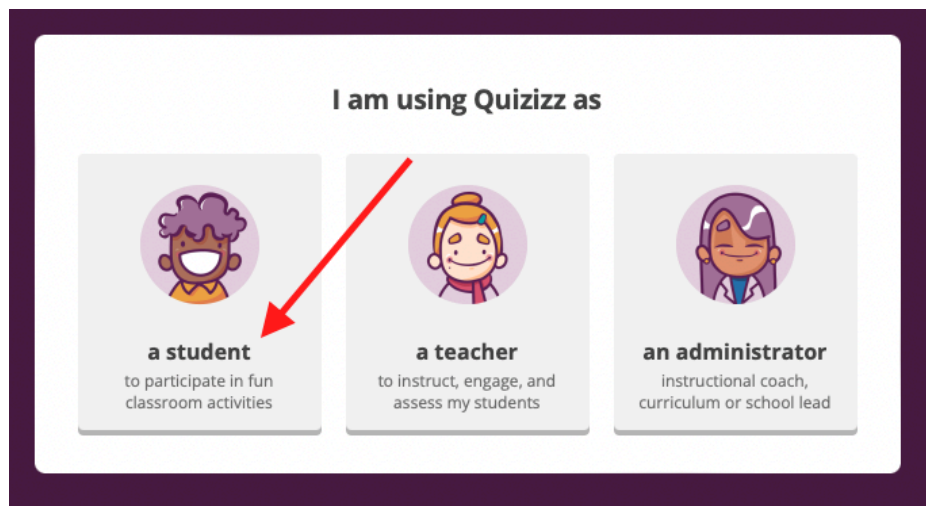 I am using Quizizz as
a student
to participate in fun
classroom activities
a teacher
to instruct, engage, and
assess my students
an administrator
instructional coach,
curriculum or school lead